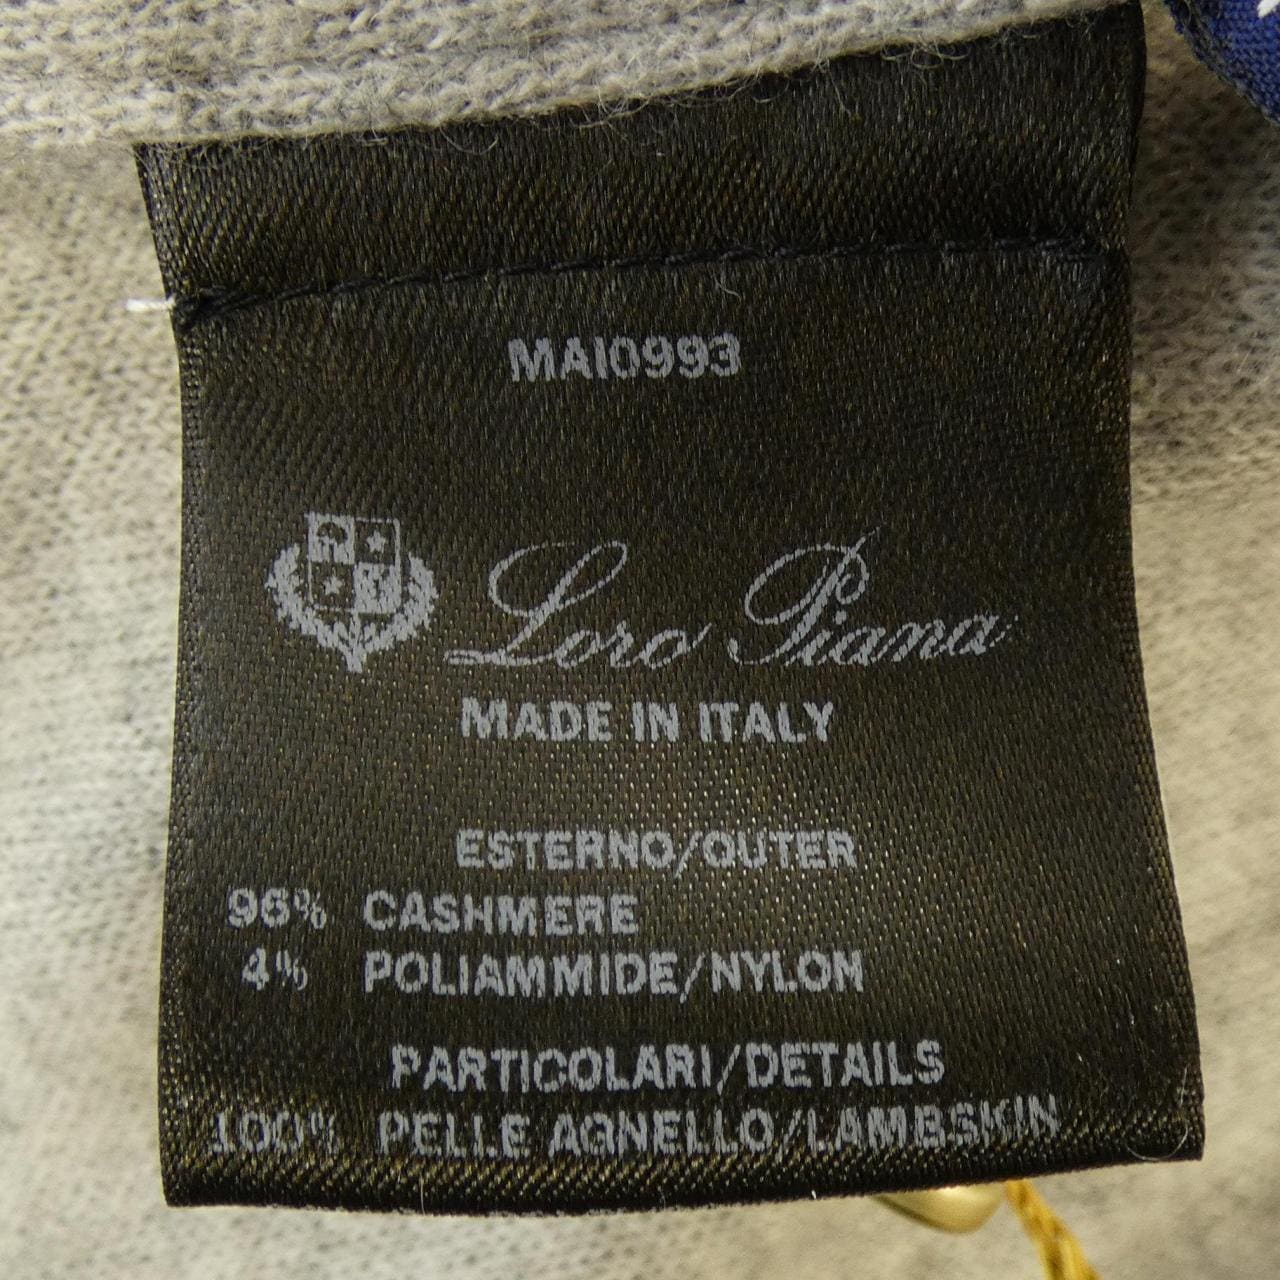 MAI0993
Loro Piana
MADE IN ITALY
ESTERNO/OUTER
96% CASHMERE
4% POLIAMMIDE/NYLON
PARTICOLARI/DETAILS
100% PELLE AGNELLO/LAMBSKIN